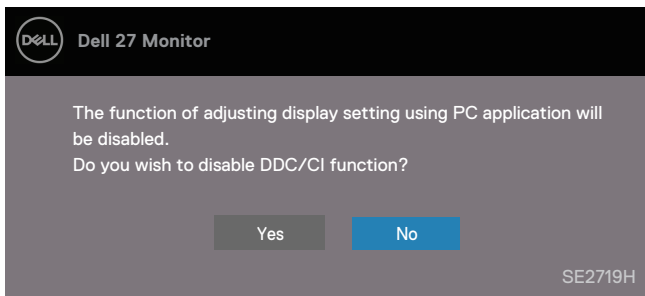 DELL
Dell 27 Monitor
The function of adjusting display setting using PC application will
be disabled.
Do you wish to disable DDC/CI function?
Yes
No
SE2719H